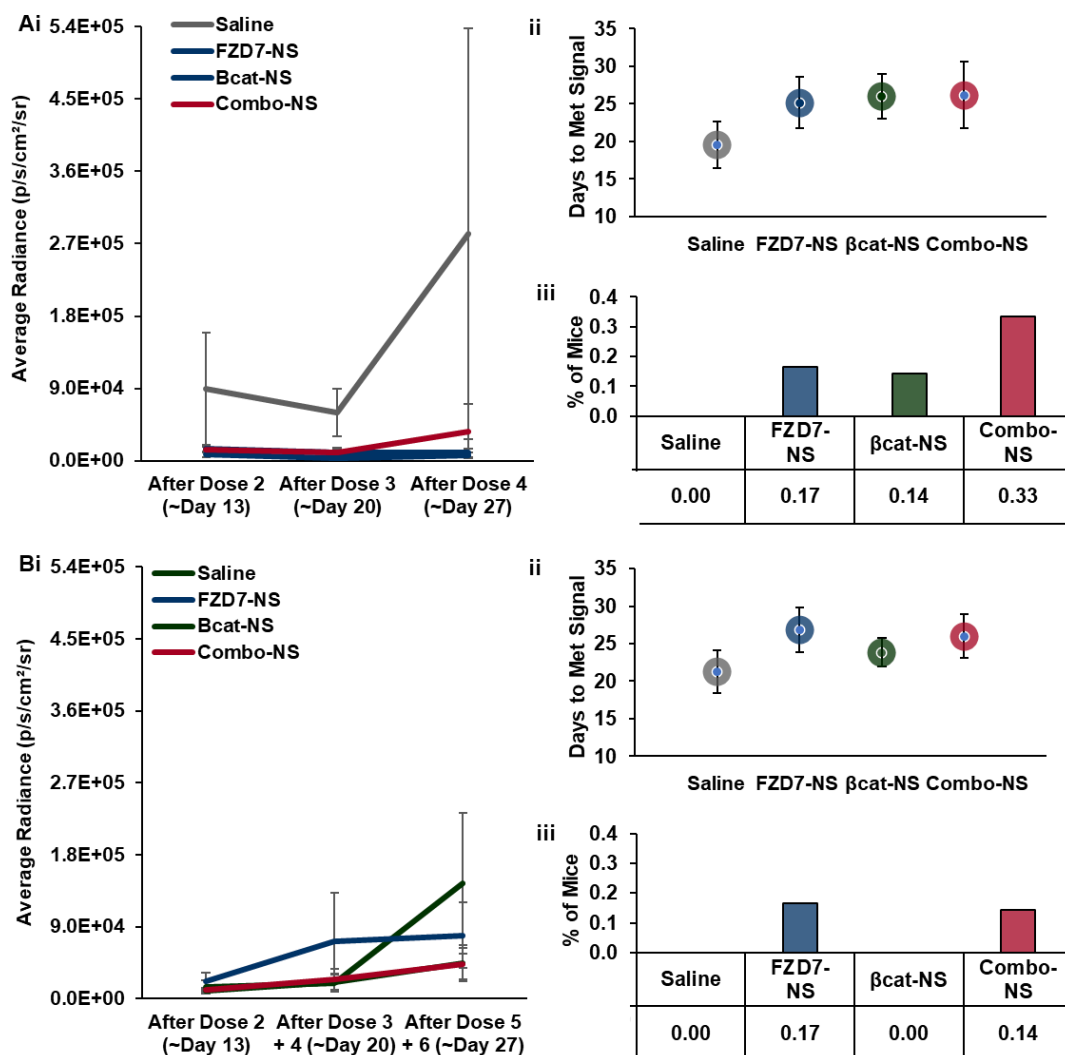 Ai
Average Radiance (p/s/cm²/sr)
5.4E+05
4.5E+05
3.6E+05
2.7E+05
1.8E+05
9.0E+04
0.0E+00
Saline
FZD7-NS
Bcat-NS
Combo-NS
After Dose 2 After Dose 3 After Dose 4
(~Day 13) (~Day 20) (~Day 27)
ii
Days to Met Signal
35
30
25
20
15
10
Saline FZD7-NS βcat-NS Combo-NS
iii
% of Mice
0.4
0.3
0.2
0.1
0.0
Saline FZD7-NS βcat-NS Combo-NS
0.00 0.17 0.14 0.33
Bi
Average Radiance (p/s/cm²/sr)
5.4E+05
4.5E+05
3.6E+05
2.7E+05
1.8E+05
9.0E+04
0.0E+00
Saline
FZD7-NS
Bcat-NS
Combo-NS
After Dose 2 After Dose 3 After Dose 5
(~Day 13) + 4 (~Day 20) + 6 (~Day 27)
ii
Days to Met Signal
35
30
25
20
15
10
Saline FZD7-NS βcat-NS Combo-NS
iii
% of Mice
0.4
0.3
0.2
0.1
0.0
Saline FZD7-NS βcat-NS Combo-NS
0.00 0.17 0.00 0.14